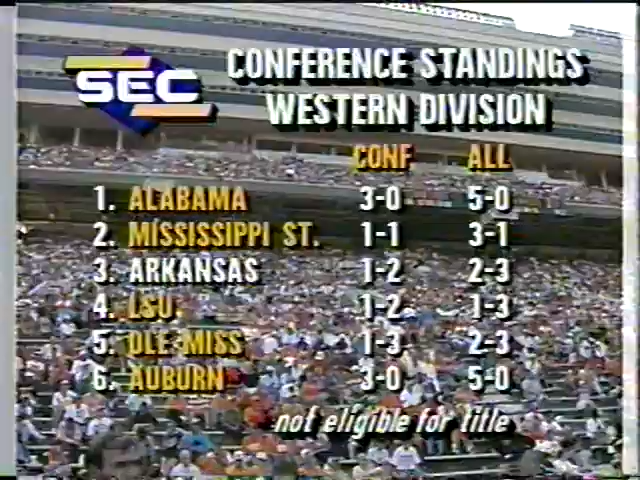 SEC
CONFERENCE STANDINGS
WESTERN DIVISION
CONF ALL
1. ALABAMA 3-0 5-0
2. MISSISSIPPI ST. 1-1 3-1
3. ARKANSAS 1-2 2-3
4. LSU 1-2 1-3
5. OLE MISS 1-3 2-3
6. AUBURN* 3-0 5-0
not eligible for title